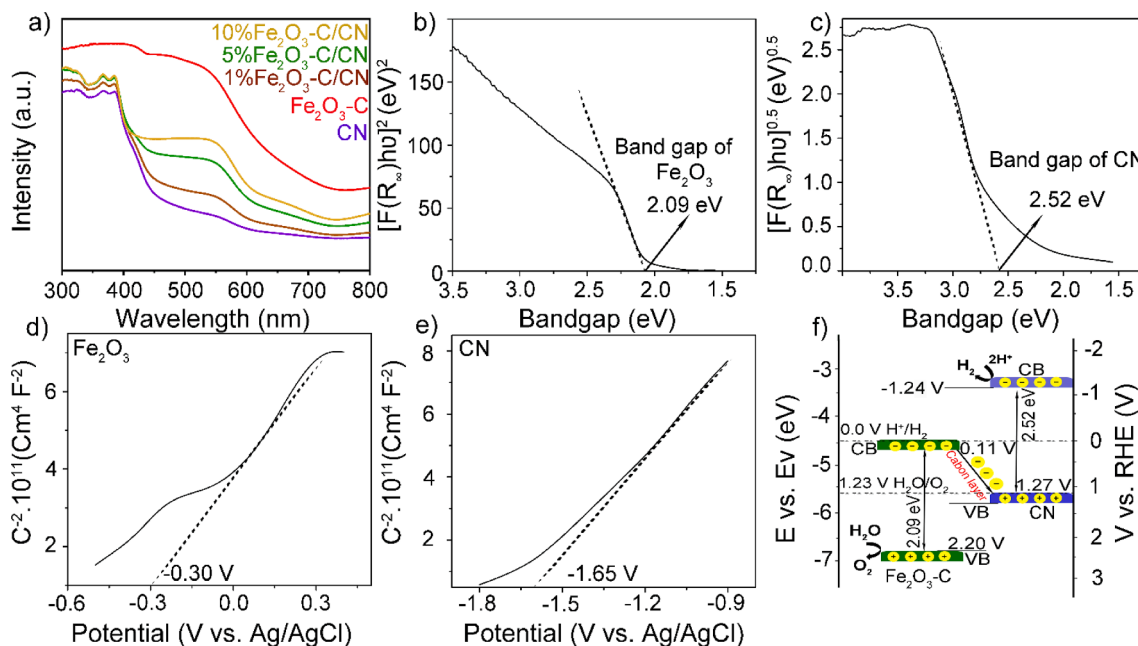 a)
10%Fe₂O₃-C/CN
5%Fe₂O₃-C/CN
1%Fe₂O₃-C/CN
Fe₂O₃-C
CN
Intensity (a.u.)
300 400 500 600 700 800
Wavelength (nm)
b)
[F(R∞)hυ]² (eV)²
150
100
75
50
0
Band gap of
Fe₂O₃
2.09 eV
3.5 3.0 2.5 2.0 1.5
Bandgap (eV)
c)
[F(R∞)hυ]⁰·⁵ (eV)⁰·⁵
2.5
2.0
1.5
1.0
0.5
0.0
Band gap of CN
2.52 eV
3.5 3.0 2.5 2.0 1.5
Bandgap (eV)
d)
Fe₂O₃
C⁻².10¹¹(Cm⁴ F⁻²)
6
4
2
-0.30 V
-0.6 -0.3 0.0 0.3
Potential (V vs. Ag/AgCl)
e)
CN
C⁻².10¹¹(Cm⁴ F⁻²)
8
6
4
2
-1.65 V
-1.8 -1.5 -1.2 -0.9
Potential (V vs. Ag/AgCl)
f)
E vs. Ev (eV)
-3
-4
-5
-6
-7
H₂ 2H⁺
CB
-1.24 V
2.52 eV
0.0 V H⁺/H₂
CB
0.11 V
Cabon layer
1.23 V H₂O/O₂
1.27 V
VB CN
2.09 eV
H₂O
O₂
2.20
VB
Fe₂O₃-C
-2
-1
0
1
2
3
V vs. RHE (V)